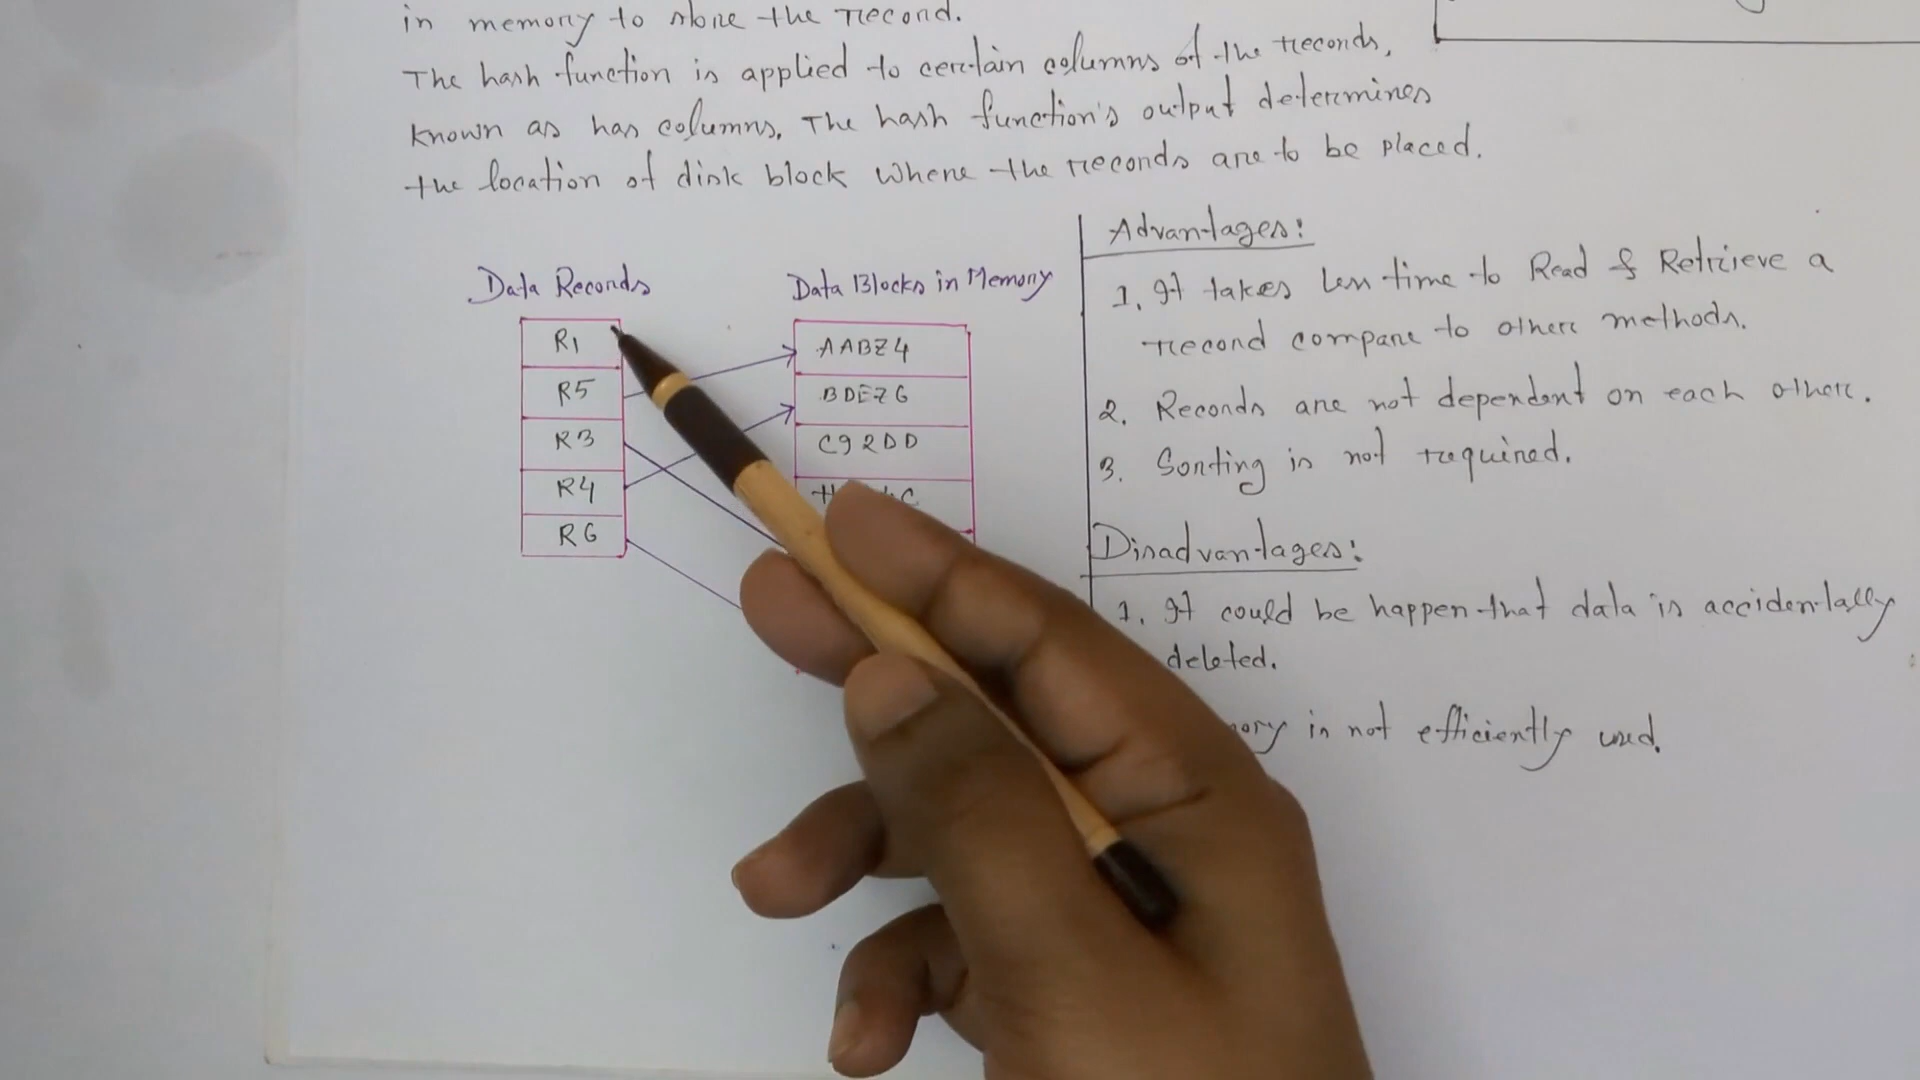 in memory to store the record.
The hash function is applied to certain columns of the records,
known as has columns. The hash function's output determines
the location of disk block where the records are to be placed.
Data Records
R1
R5
R3
R4
R6
Data Blocks in Memory
AABZ4
BDEZ6
C92DD
Advantages:
1. It takes less time to Read & Retrieve a
record compare to other methods.
2. Records are not dependent on each other.
3. Sorting is not required.
Disadvantages:
1. It could be happen that data is accidentally
deleted.
is not efficiently used.